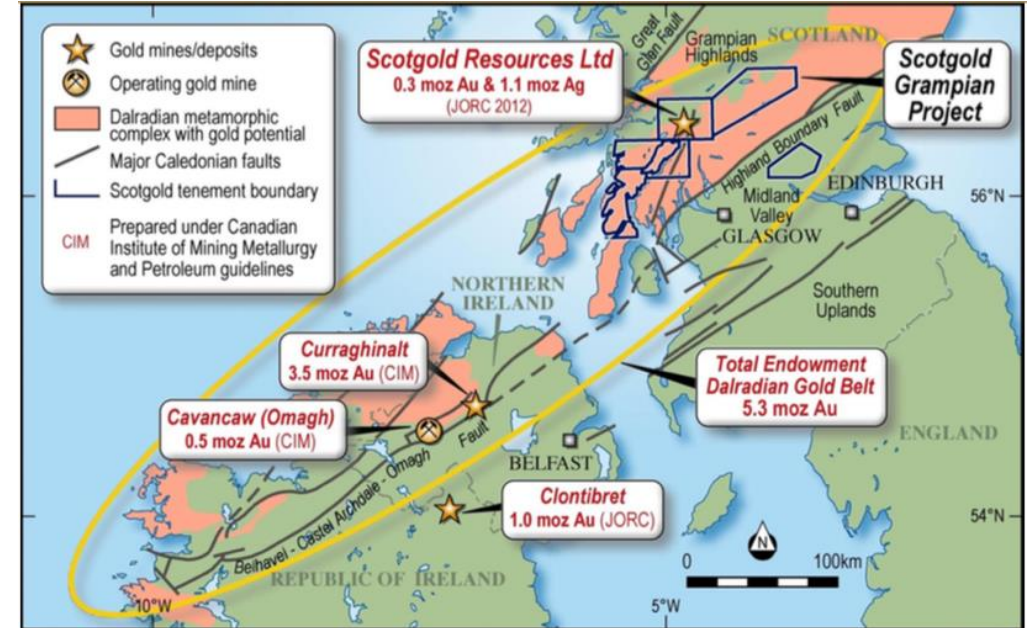 Gold mines/deposits
Operating gold mine
Dalradian metamorphic
complex with gold potential
Major Caledonian faults
Scotgold tenement boundary
CIM
Prepared under Canadian
Institute of Mining Metallurgy
and Petroleum guidelines
Scotgold Resources Ltd
0.3 moz Au & 1.1 moz Ag
(JORC 2012)
Great
Glen Fault
Grampian
Highlands
SCOTLAND
Scotgold
Grampian
Project
Highland Boundary Fault
EDINBURGH
56°N
Midland
Valley
GLASGOW
NORTHERN
IRELAND
Southern
Uplands
Curraghinalt
3.5 moz Au (CIM)
Total Endowment
Dalradian Gold Belt
5.3 moz Au
Cavancaw (Omagh)
0.5 moz Au (CIM)
ENGLAND
BELFAST
Belhavel - Castel Archdale - Omagh Fault
Clontibret
1.0 moz Au (JORC)
54°N
N
0 100km
REPUBLIC OF IRELAND
10°W
5°W